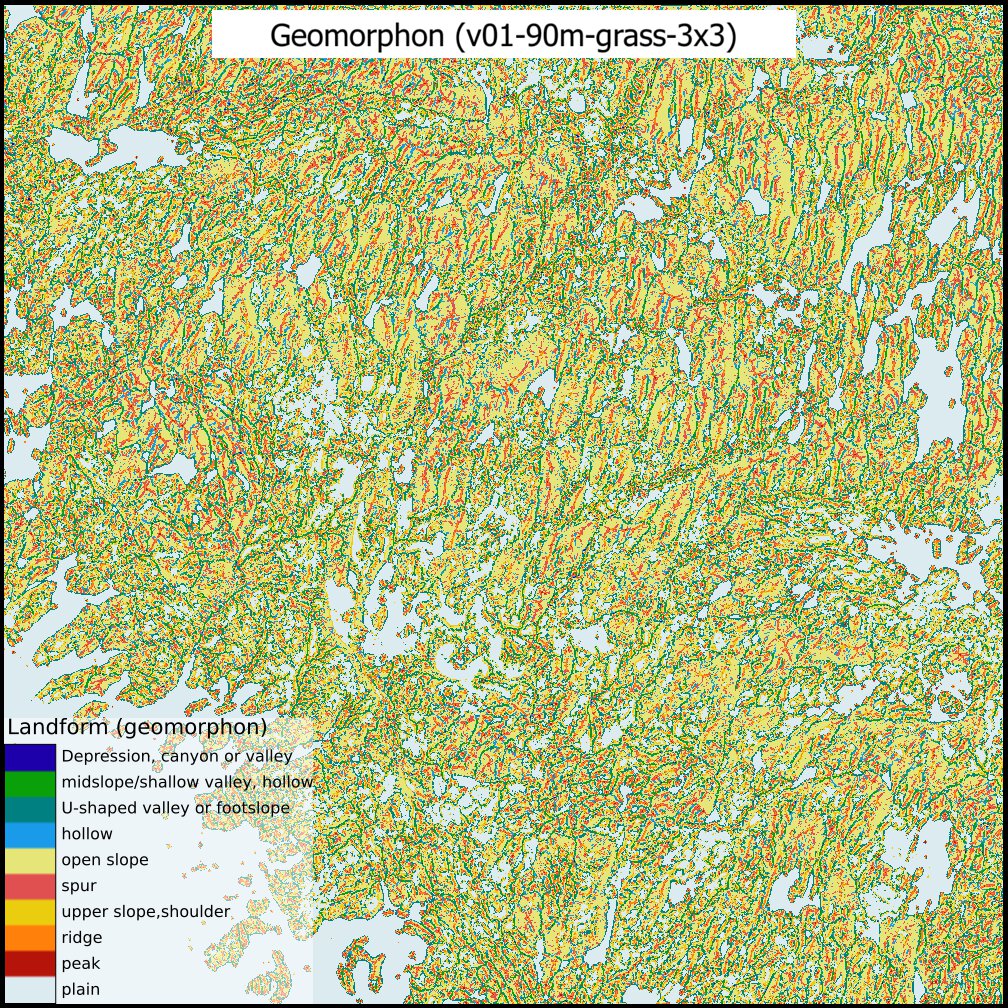 Geomorphon (v01-90m-grass-3x3)
Landform (geomorphon)
Depression, canyon or valley
midslope/shallow valley, hollow
U-shaped valley or footslope
hollow
open slope
spur
upper slope,shoulder
ridge
peak
plain